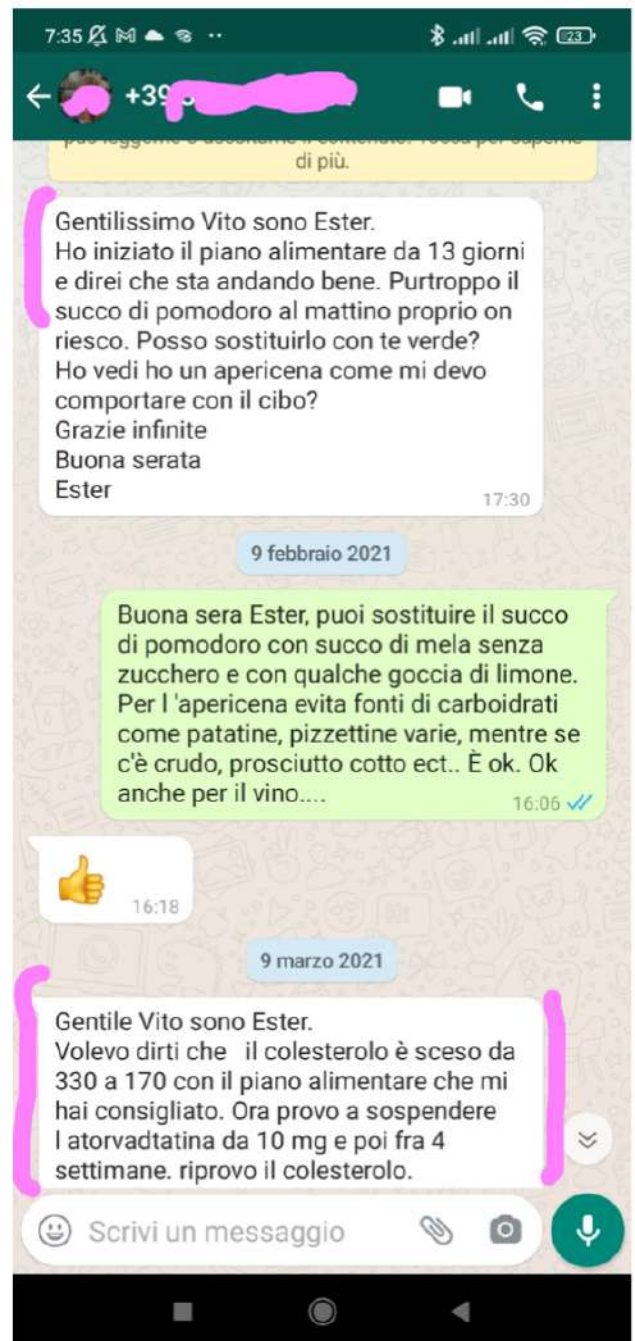 7:35
23
+39
di più.
Gentilissimo Vito sono Ester.
Ho iniziato il piano alimentare da 13 giorni
e direi che sta andando bene. Purtroppo il
succo di pomodoro al mattino proprio on
riesco. Posso sostituirlo con te verde?
Ho vedi ho un apericena come mi devo
comportare con il cibo?
Grazie infinite
Buona serata
Ester
17:30
9 febbraio 2021
Buona sera Ester, puoi sostituire il succo
di pomodoro con succo di mela senza
zucchero e con qualche goccia di limone.
Per l 'apericena evita fonti di carboidrati
come patatine, pizzettine varie, mentre se
c'è crudo, prosciutto cotto ect.. È ok. Ok
anche per il vino....
16:06
16:18
9 marzo 2021
Gentile Vito sono Ester.
Volevo dirti che il colesterolo è sceso da
330 a 170 con il piano alimentare che mi
hai consigliato. Ora provo a sospendere
l atorvadtatina da 10 mg e poi fra 4
settimane. riprovo il colesterolo.
Scrivi un messaggio